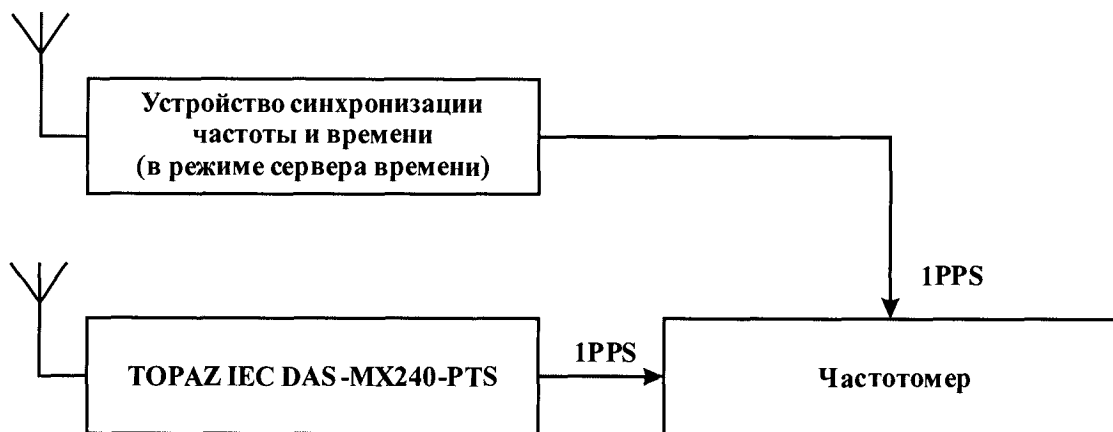 Устройство синхронизации
частоты и времени
(в режиме сервера времени)
1PPS
1PPS
TOPAZ IEC DAS-MX240-PTS
Частотомер